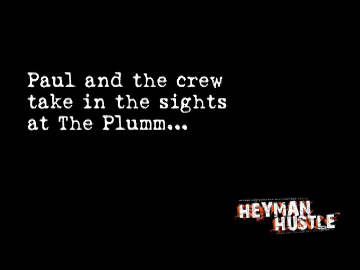 Paul and the crew
take in the sights
at The Plumm...
HEYMAN
HUSTLE